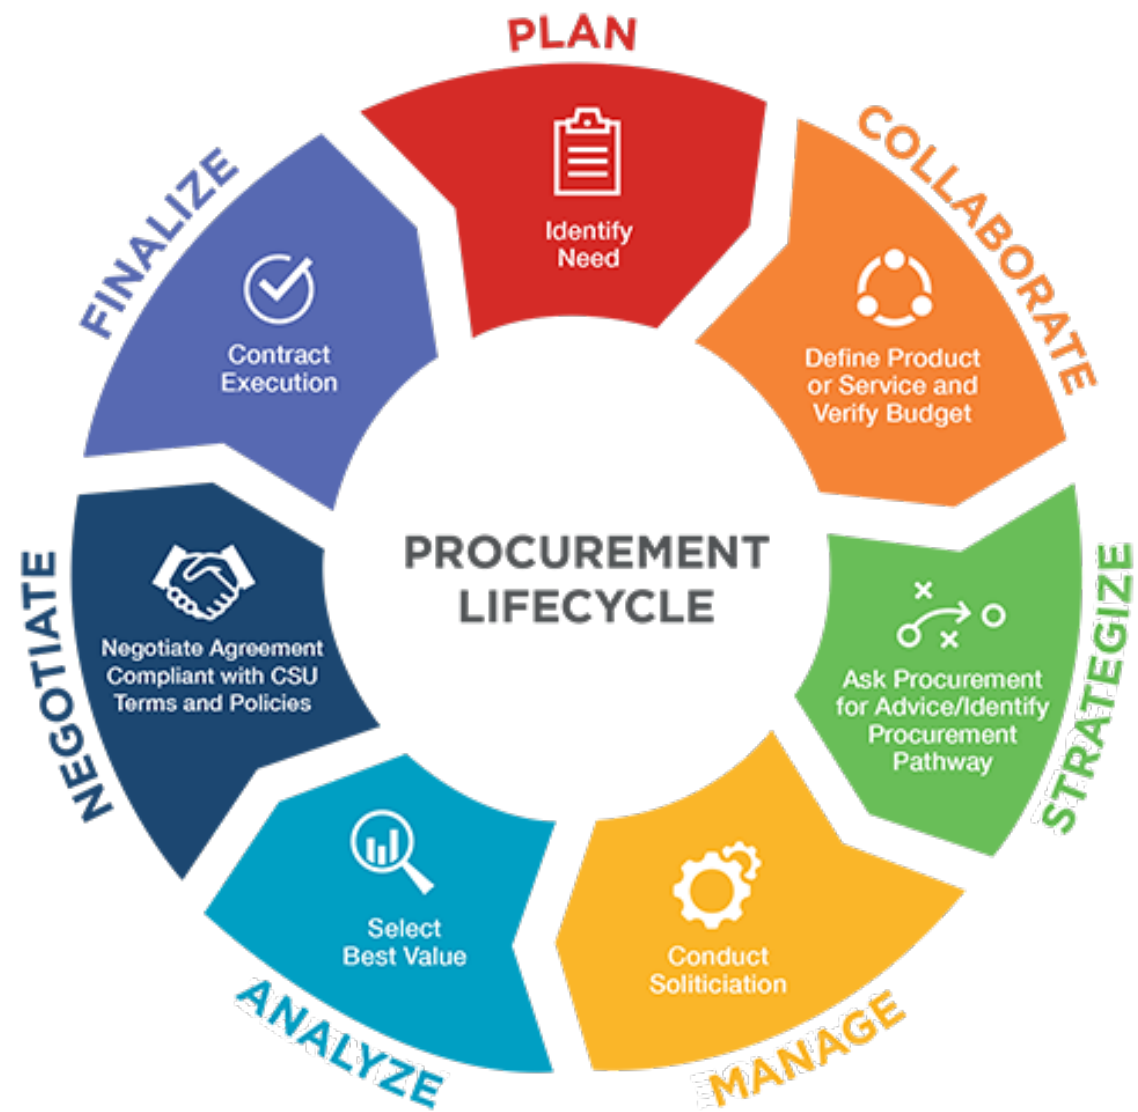 PLAN
Identify
Need
COLLABORATE
Define Product
or Service and
Verify Budget
STRATEGIZE
Ask Procurement
for Advice/Identify
Procurement
Pathway
MANAGE
Conduct
Soliticiation
ANALYZE
Select
Best Value
NEGOTIATE
Negotiate Agreement
Compliant with CSU
Terms and Policies
FINALIZE
Contract
Execution
PROCUREMENT
LIFECYCLE